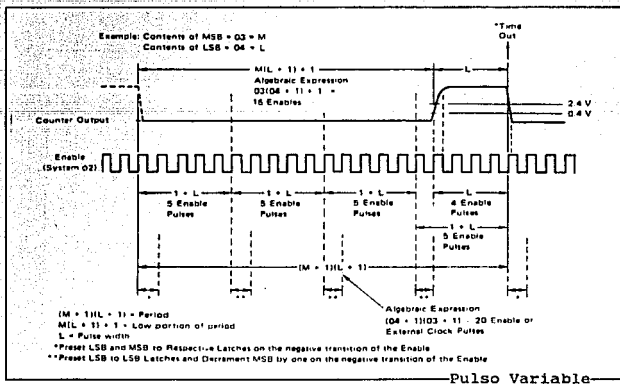 Example: Contents of MSB = 03 = M
Contents of LSB = 04 = L
*Time
Out
M(L + 1) + 1
L
Algebraic Expression
03(04 + 1) + 1 =
16 Enables
2.4 V
0.4 V
Counter Output
Enable
(System 02)
1 + L
5 Enable
Pulses
1 + L
5 Enable
Pulses
1 + L
5 Enable
Pulses
L
4 Enable
Pulses
1 + L
5 Enable
Pulses
(M + 1)(L + 1)
*
**
**
**
*
Algebraic Expression
(04 + 1)(03 + 1) = 20 Enable or
External Clock Pulses
(M + 1)(L + 1) = Period
M(L + 1) + 1 = Low portion of period
L = Pulse width
*Preset LSB and MSB to Respective Latches on the negative transition of the Enable
**Preset LSB to LSB Latches and Decrement MSB by one on the negative transition of the Enable
Pulso Variable